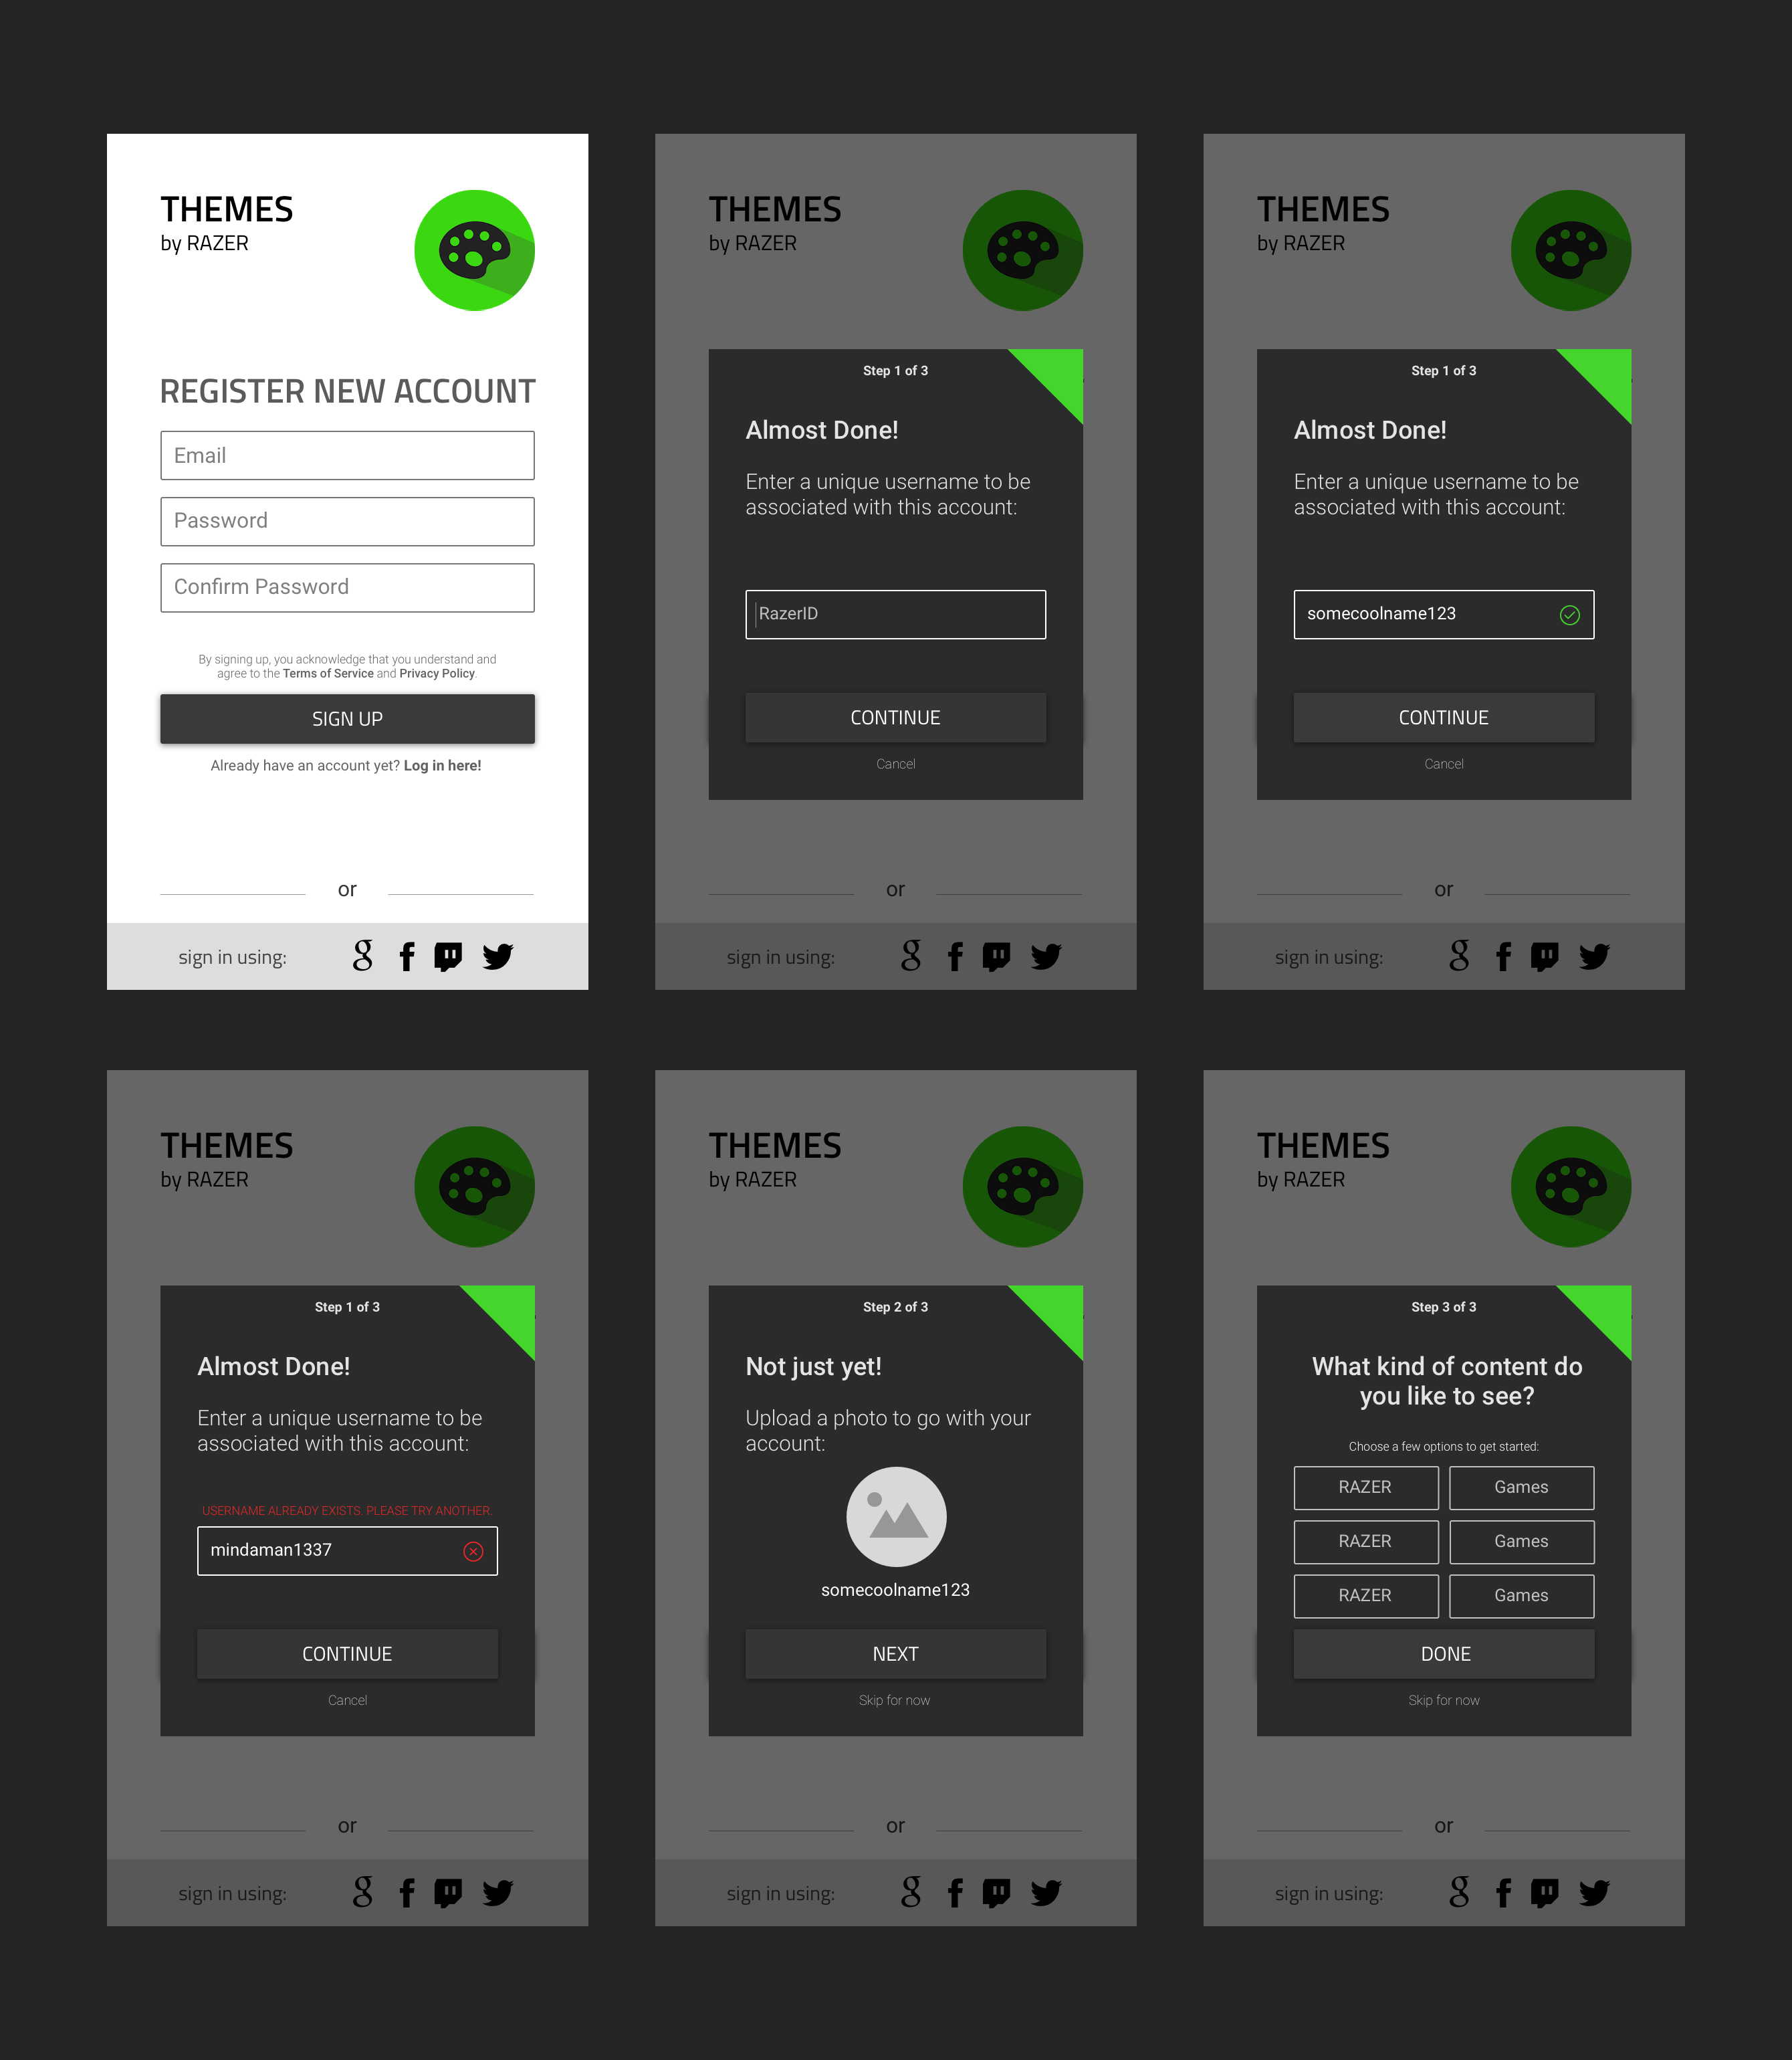 THEMES
by RAZER
REGISTER NEW ACCOUNT
Email
Password
Confirm Password
By signing up, you acknowledge that you understand and
agree to the Terms of Service and Privacy Policy.
SIGN UP
Already have an account yet? Log in here!
or
sign in using:
THEMES
by RAZER
Step 1 of 3
Almost Done!
Enter a unique username to be
associated with this account:
RazerID
CONTINUE
Cancel
or
sign in using:
THEMES
by RAZER
Step 1 of 3
Almost Done!
Enter a unique username to be
associated with this account:
somecoolname123
CONTINUE
Cancel
or
sign in using:
THEMES
by RAZER
Step 1 of 3
Almost Done!
Enter a unique username to be
associated with this account:
USERNAME ALREADY EXISTS. PLEASE TRY ANOTHER.
mindaman1337
CONTINUE
Cancel
or
sign in using:
THEMES
by RAZER
Step 2 of 3
Not just yet!
Upload a photo to go with your
account:
somecoolname123
NEXT
Skip for now
or
sign in using:
THEMES
by RAZER
Step 3 of 3
What kind of content do
you like to see?
Choose a few options to get started:
RAZER Games
RAZER Games
RAZER Games
DONE
Skip for now
or
sign in using: